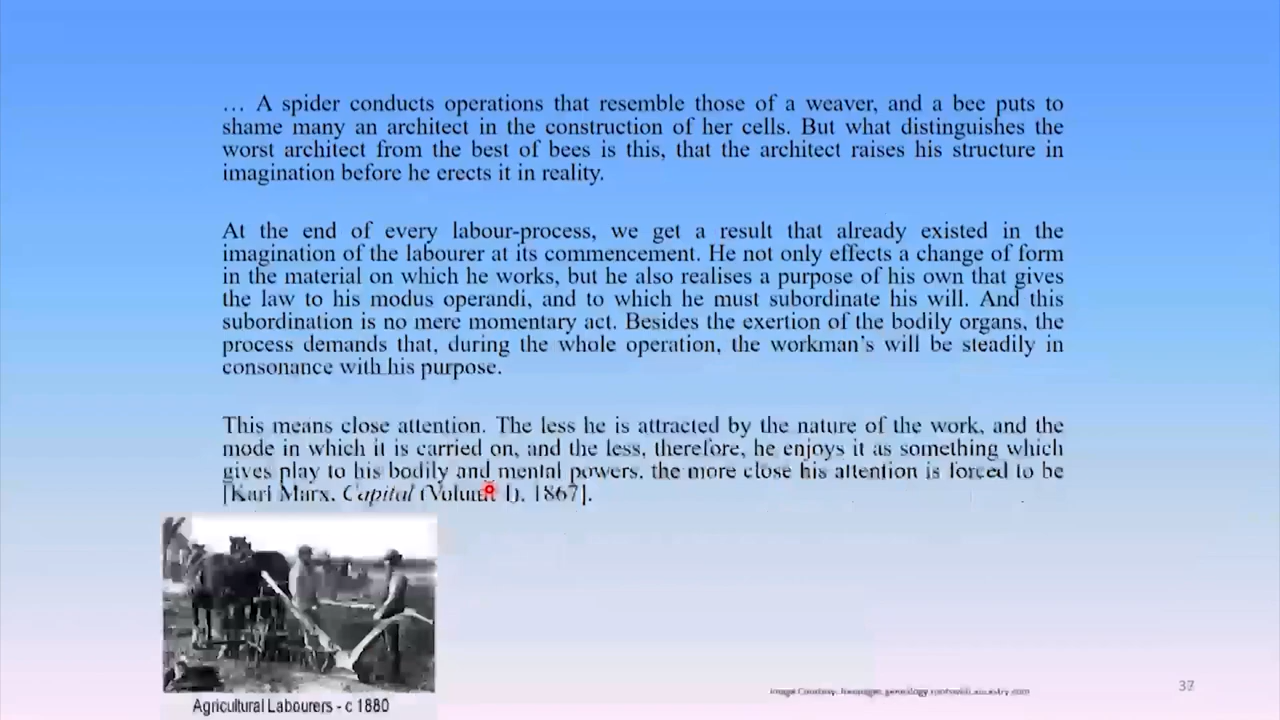 … A spider conducts operations that resemble those of a weaver, and a bee puts to
shame many an architect in the construction of her cells. But what distinguishes the
worst architect from the best of bees is this, that the architect raises his structure in
imagination before he erects it in reality.
At the end of every labour-process, we get a result that already existed in the
imagination of the labourer at its commencement. He not only effects a change of form
in the material on which he works, but he also realises a purpose of his own that gives
the law to his modus operandi, and to which he must subordinate his will. And this
subordination is no mere momentary act. Besides the exertion of the bodily organs, the
process demands that, during the whole operation, the workman’s will be steadily in
consonance with his purpose.
This means close attention. The less he is attracted by the nature of the work, and the
mode in which it is carried on, and the less, therefore, he enjoys it as something which
gives play to his bodily and mental powers, the more close his attention is forced to be
[Karl Marx, Capital (Volume I), 1867].
Agricultural Labourers - c 1880
Image Courtesy:
37